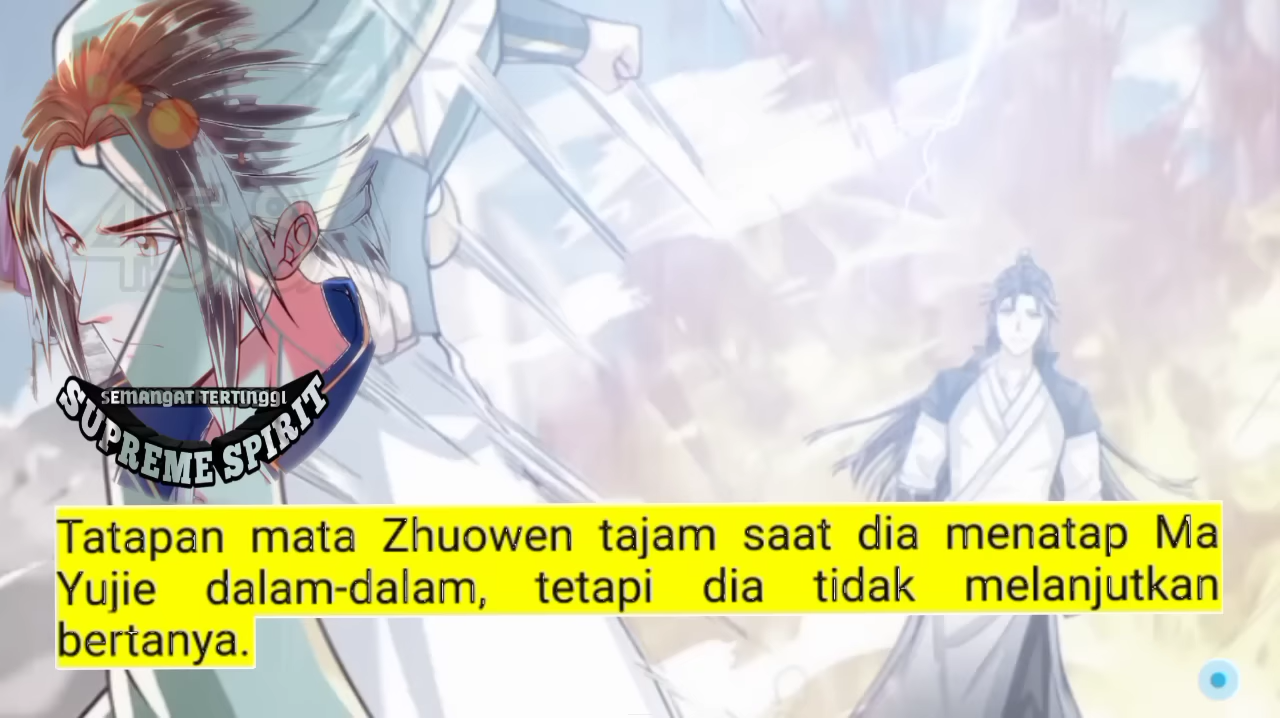 SEMANGAT TERTINGGI
SUPREME SPIRIT
Tatapan mata Zhuowen tajam saat dia menatap Ma
Yujie dalam-dalam, tetapi dia tidak melanjutkan
bertanya.